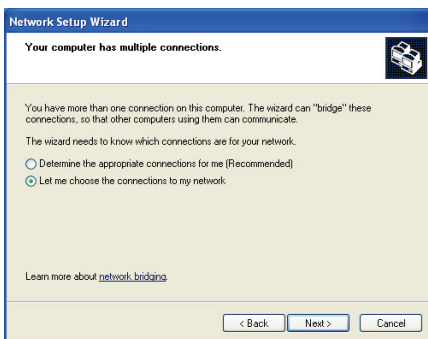 Network Setup Wizard
Your computer has multiple connections.
You have more than one connection on this computer. The wizard can "bridge" these
connections, so that other computers using them can communicate.
The wizard needs to know which connections are for your network.
Determine the appropriate connections for me (Recommended)
Let me choose the connections to my network
Learn more about network bridging.
< Back Next > Cancel